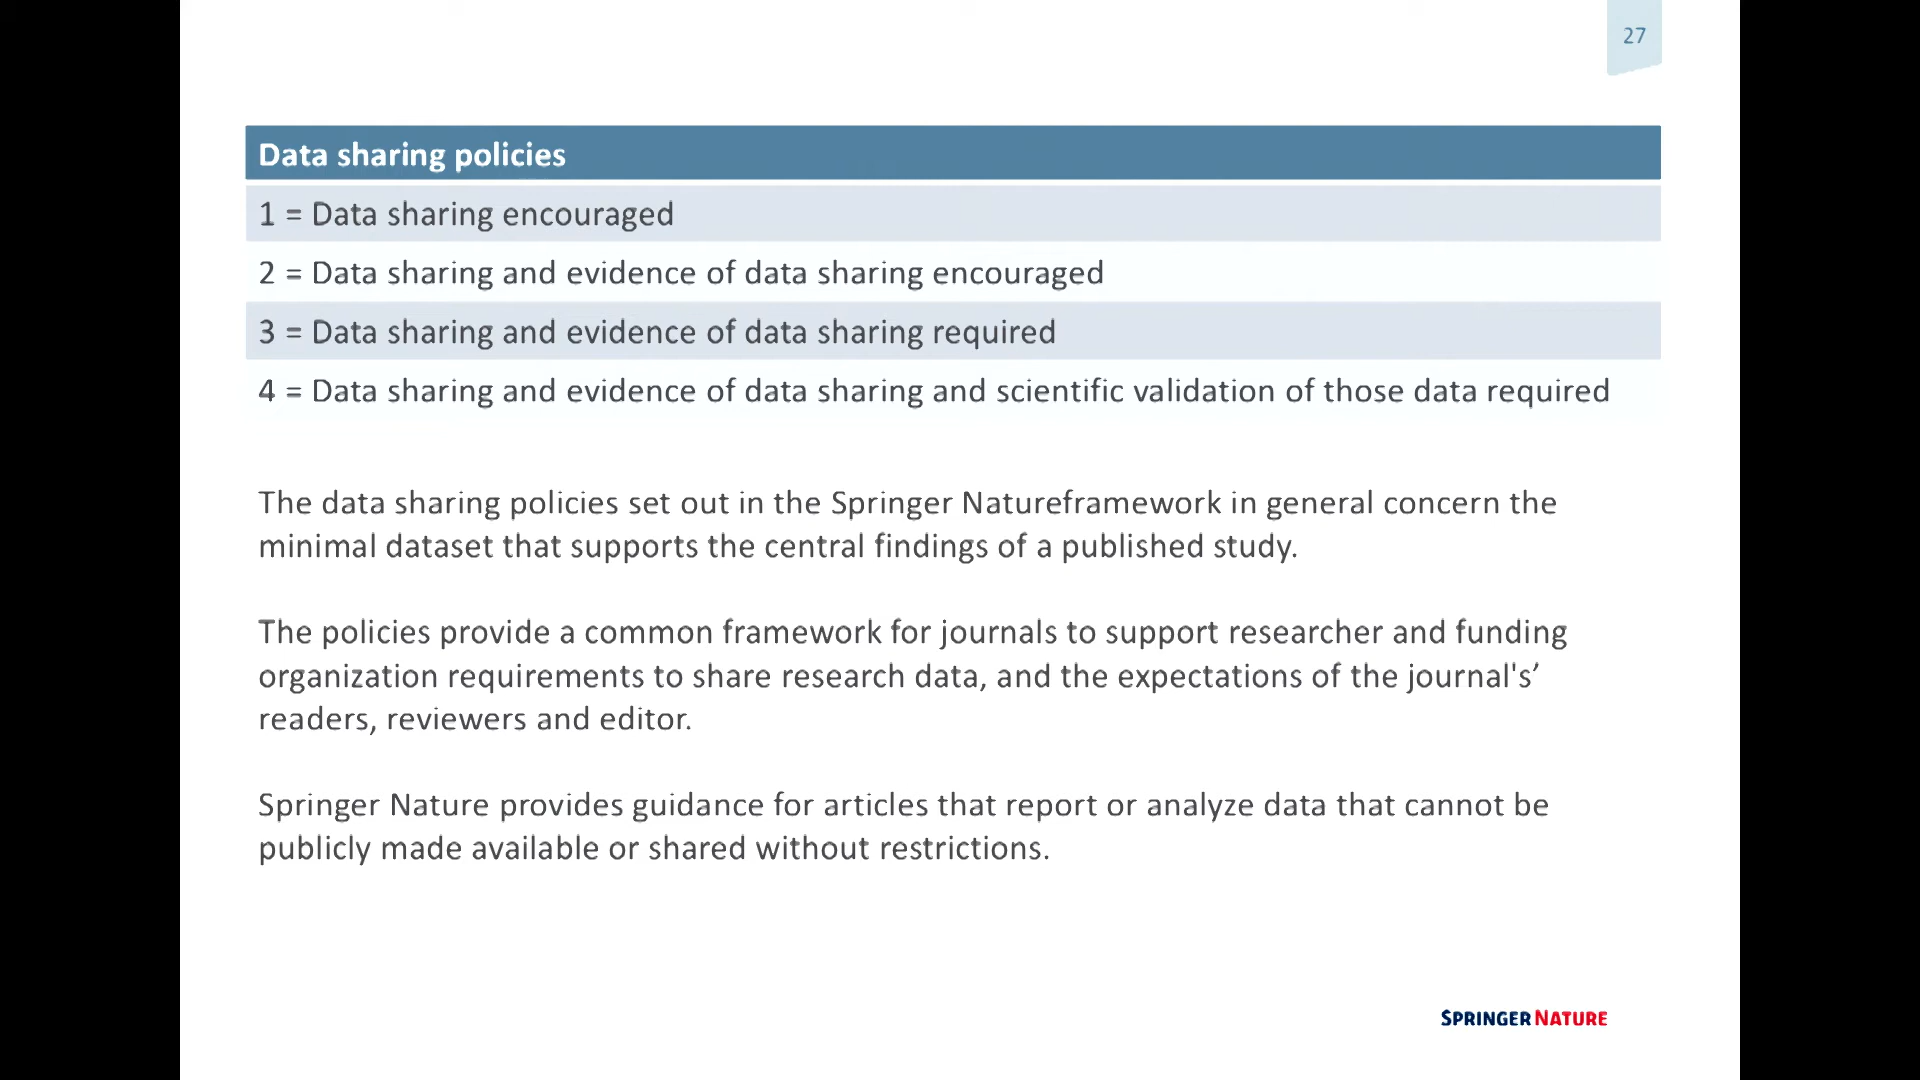 27
Data sharing policies
1 = Data sharing encouraged
2 = Data sharing and evidence of data sharing encouraged
3 = Data sharing and evidence of data sharing required
4 = Data sharing and evidence of data sharing and scientific validation of those data required
The data sharing policies set out in the Springer Natureframework in general concern the
minimal dataset that supports the central findings of a published study.
The policies provide a common framework for journals to support researcher and funding
organization requirements to share research data, and the expectations of the journal's’
readers, reviewers and editor.
Springer Nature provides guidance for articles that report or analyze data that cannot be
publicly made available or shared without restrictions.
SPRINGER NATURE